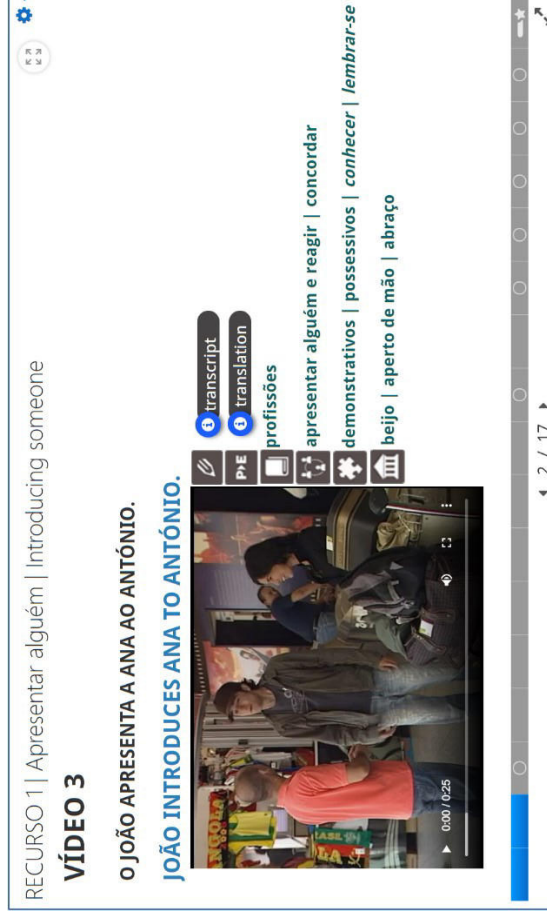 RECURSO 1 | Apresentar alguém | Introducing someone
VÍDEO 3
O JOÃO APRESENTA A ANA AO ANTÓNIO.
JOÃO INTRODUCES ANA TO ANTÓNIO.
transcript
P>E translation
profissões
apresentar alguém e reagir | concordar
demonstrativos | possessivos | conhecer | lembrar-se
beijo | aperto de mão | abraço
ANGOLA
0:00 / 0:25
2 / 17